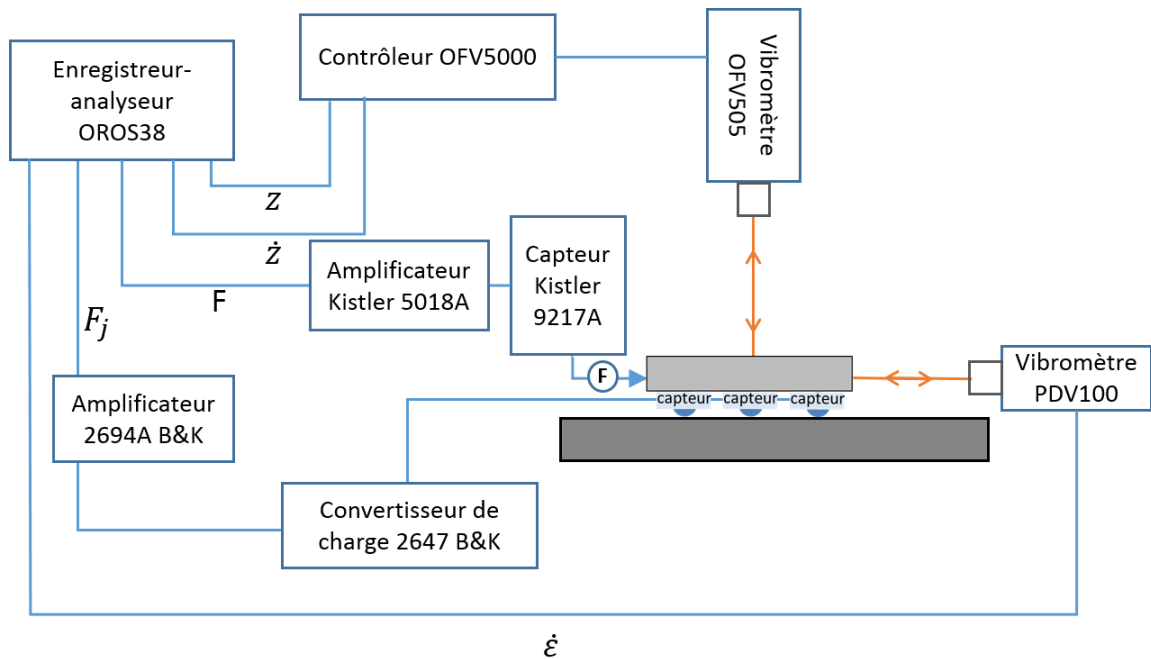 Enregistreur-
analyseur
OROS38
Contrôleur OFV5000
Vibromètre
OFV505
z
ż
F
F_j
Amplificateur
Kistler 5018A
Capteur
Kistler
9217A
F
capteur
capteur
capteur
Vibromètre
PDV100
Amplificateur
2694A B&K
Convertisseur de
charge 2647 B&K
ε̇